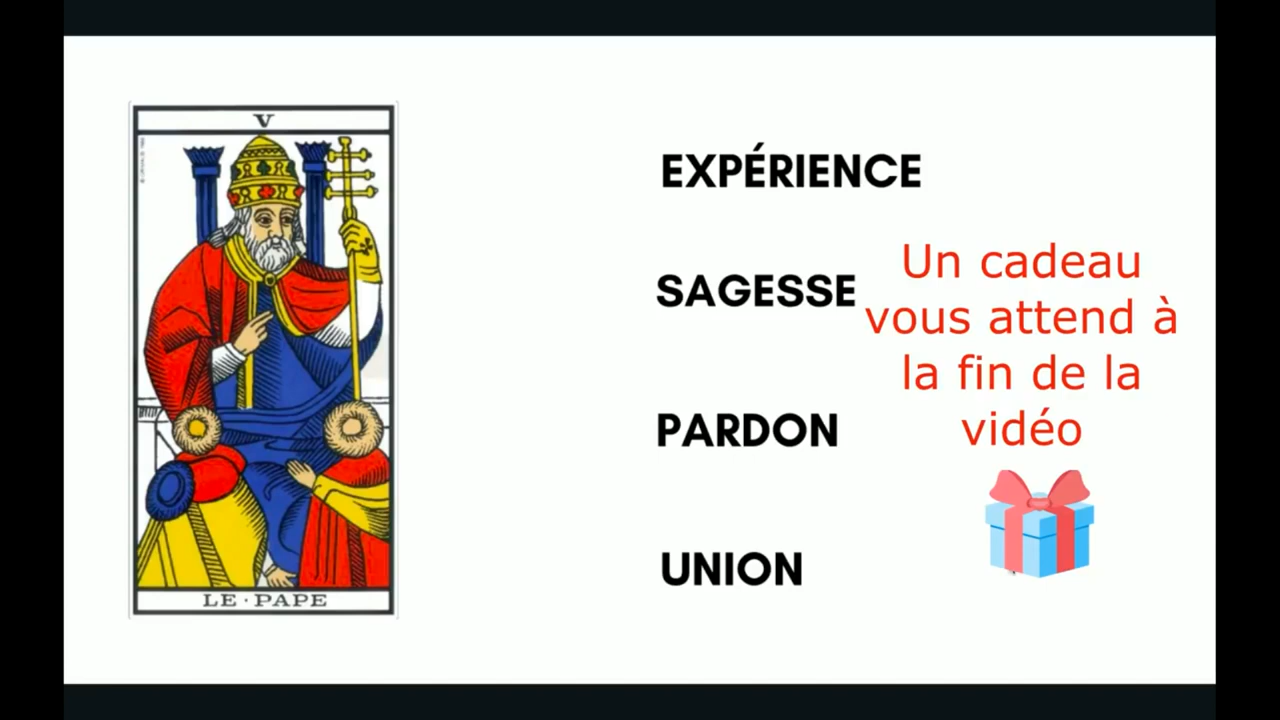 V
EXPÉRIENCE
SAGESSE
Un cadeau
vous attend à
la fin de la
vidéo
PARDON
UNION
LE · PAPE